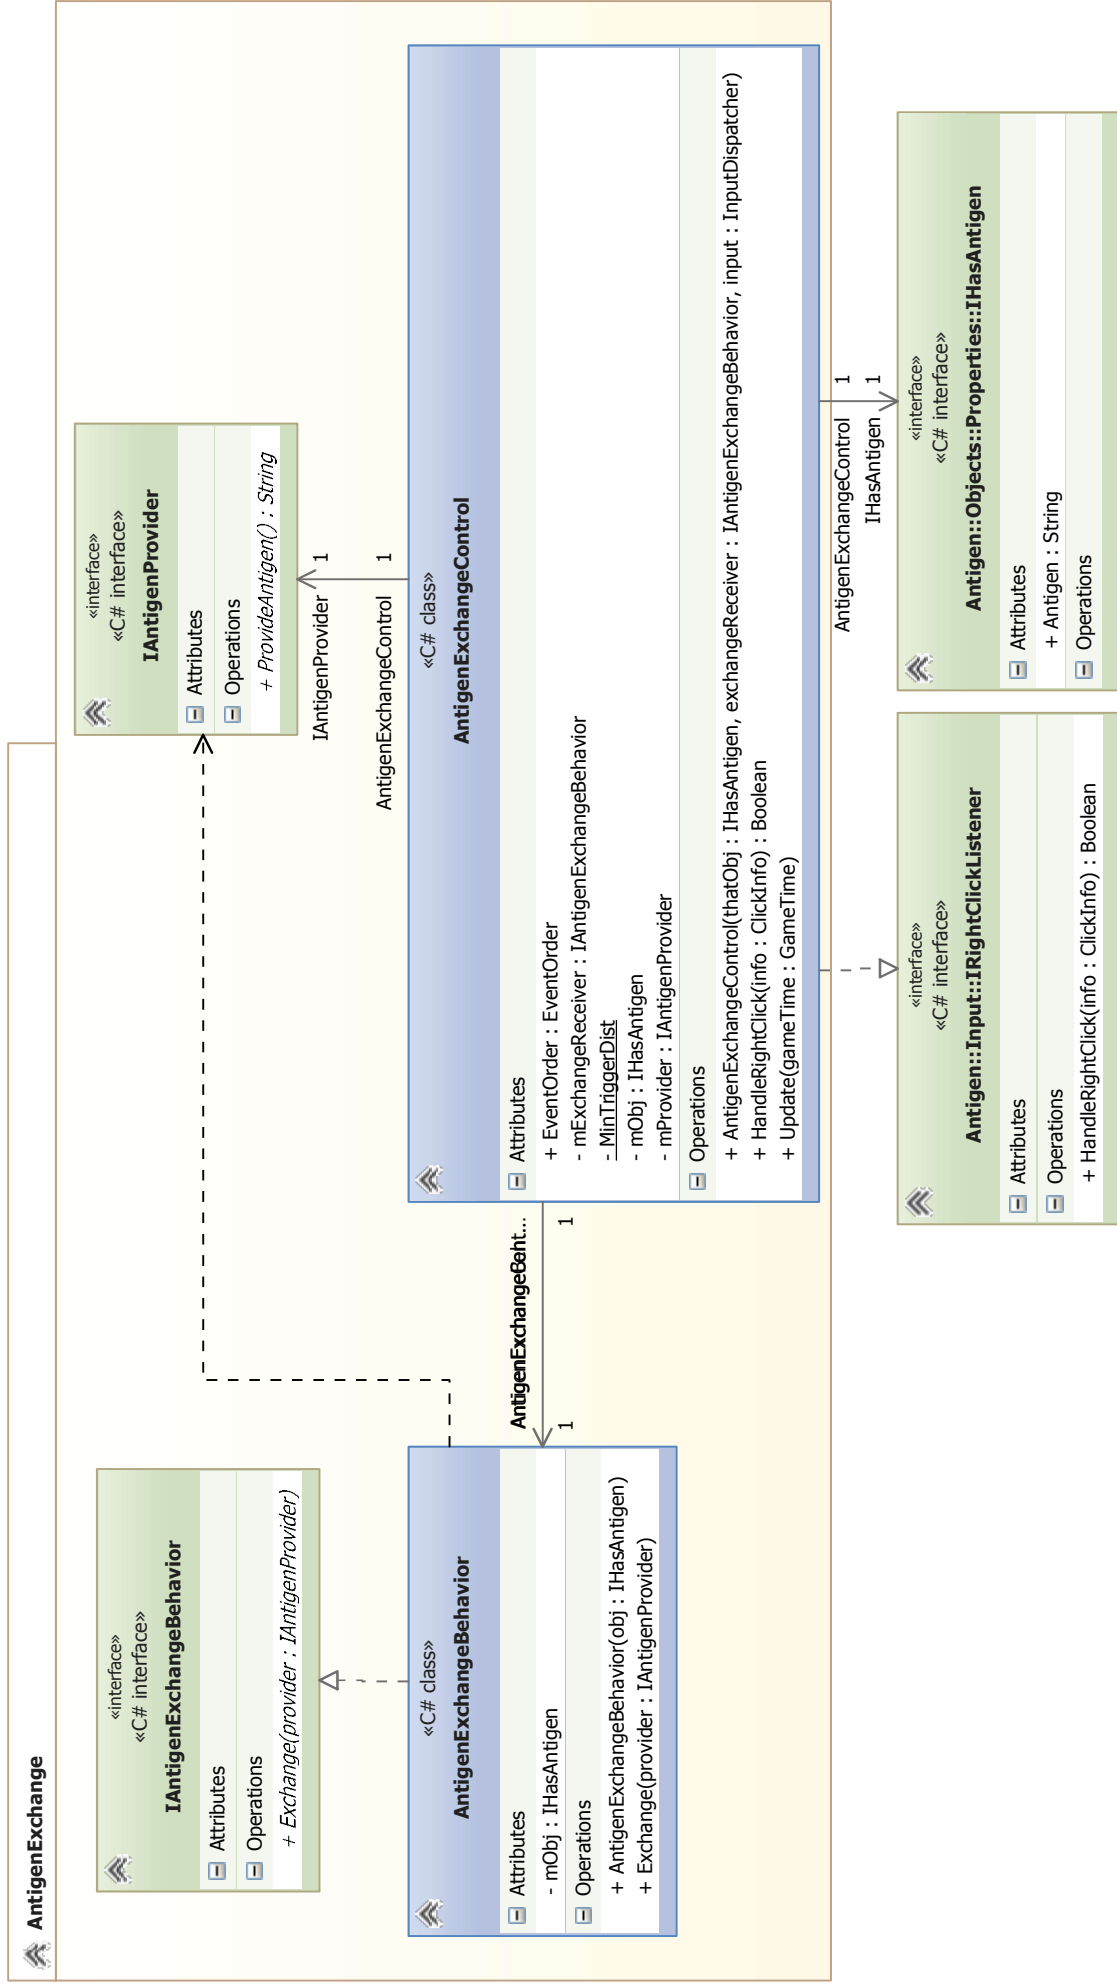 AntigenExchange
«interface»
«C# interface»
IAntigenExchangeBehavior
Attributes
Operations
+ Exchange(provider : IAntigenProvider)
«interface»
«C# interface»
IAntigenProvider
Attributes
Operations
+ ProvideAntigen() : String
IAntigenProvider 1
AntigenExchangeControl 1
«C# class»
AntigenExchangeBehavior
Attributes
- mObj : IHasAntigen
Operations
+ AntigenExchangeBehavior(obj : IHasAntigen)
+ Exchange(provider : IAntigenProvider)
1 1
«C# class»
AntigenExchangeControl
Attributes
+ EventOrder : EventOrder
- mExchangeReceiver : IAntigenExchangeBehavior
- MinTriggerDist
- mObj : IHasAntigen
- mProvider : IAntigenProvider
Operations
+ AntigenExchangeControl(thatObj : IHasAntigen, exchangeReceiver : IAntigenExchangeBehavior, input : InputDispatcher)
+ HandleRightClick(info : ClickInfo) : Boolean
+ Update(gameTime : GameTime)
AntigenExchangeControl 1
IHasAntigen 1
«interface»
«C# interface»
Antigen::Input::IRightClickListener
Attributes
Operations
+ HandleRightClick(info : ClickInfo) : Boolean
«interface»
«C# interface»
Antigen::Objects::Properties::IHasAntigen
Attributes
+ Antigen : String
Operations